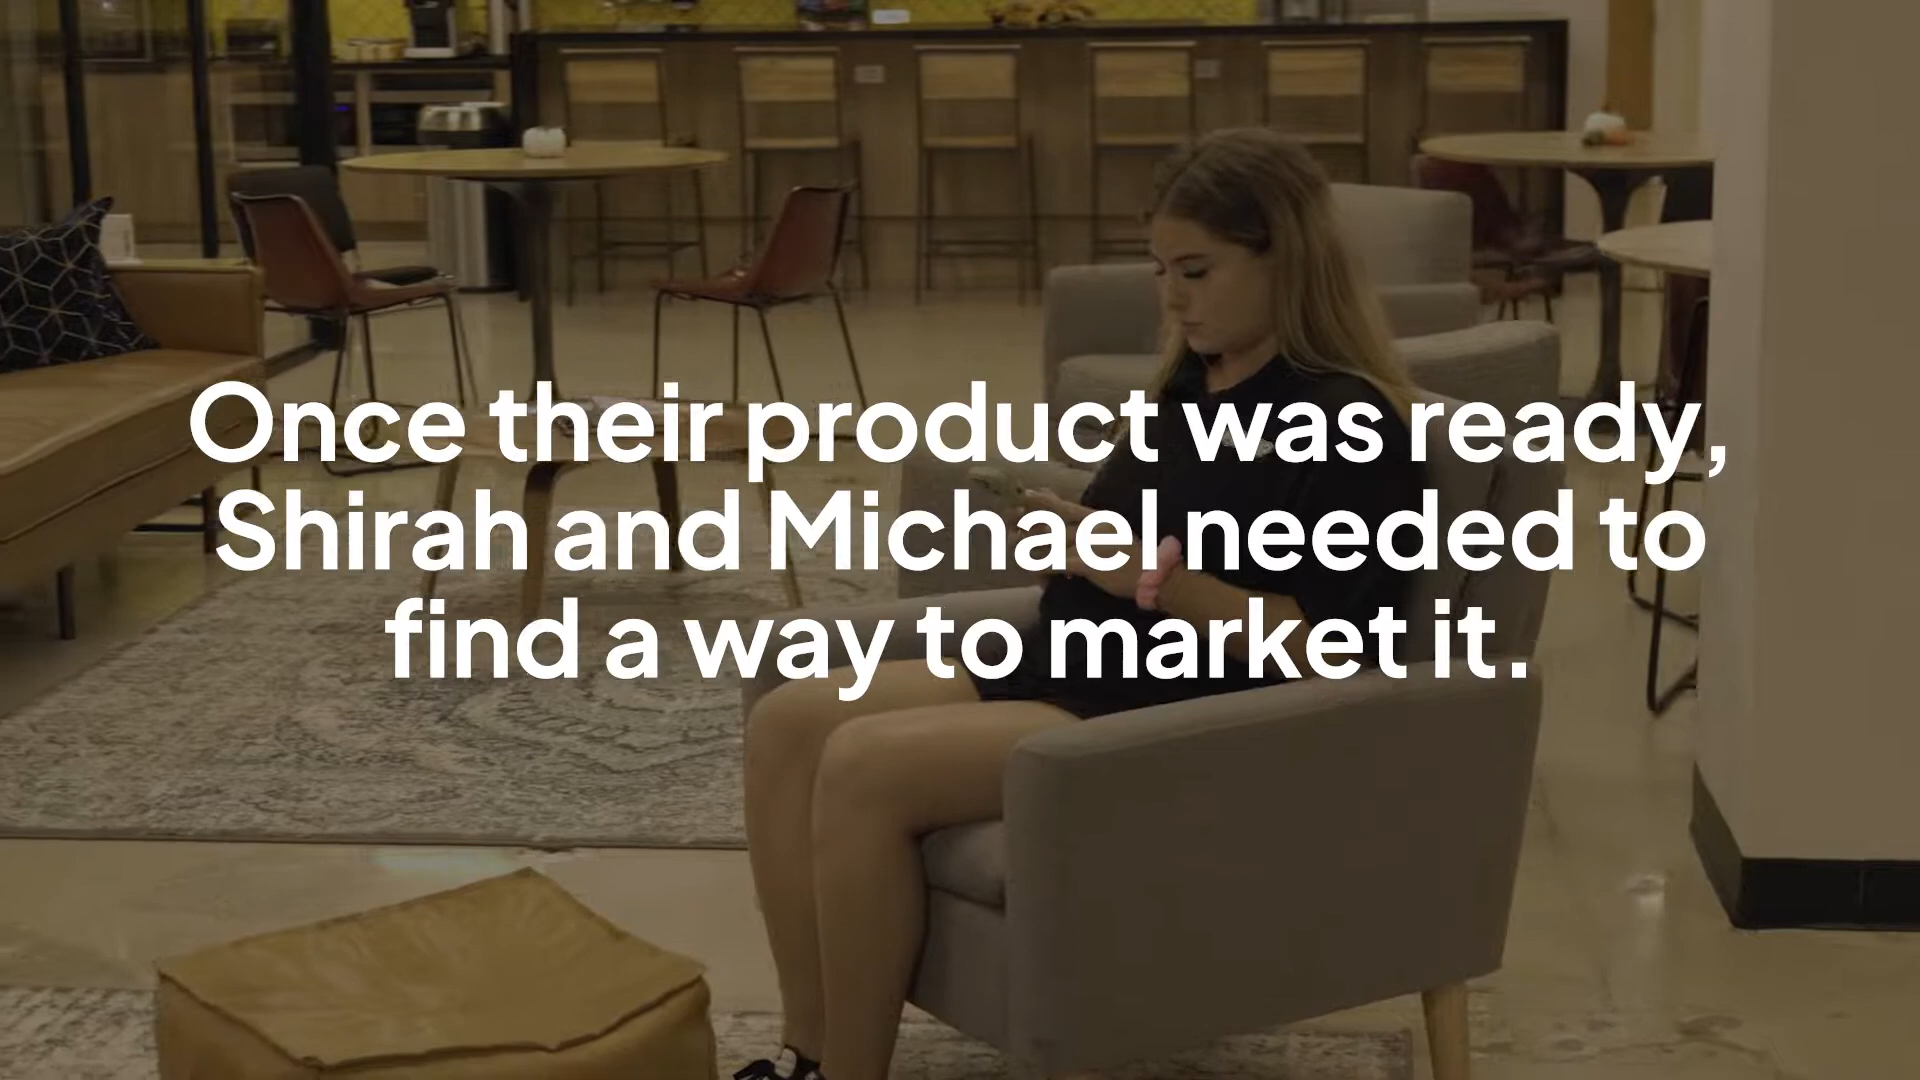 Once their product was ready,
Shirah and Michael needed to
find a way to market it.